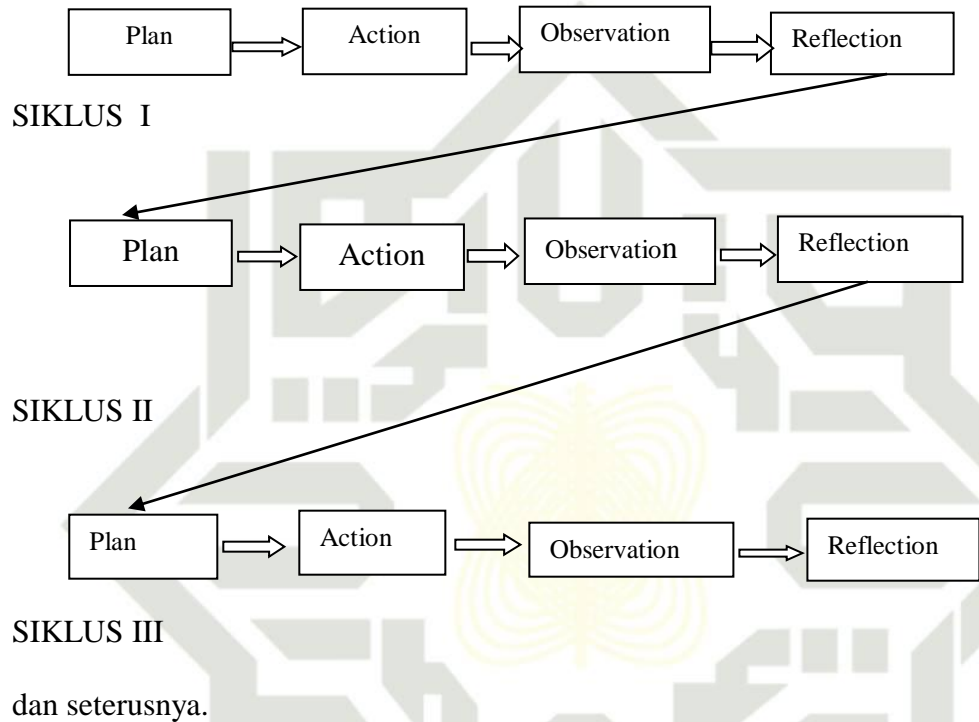 Plan Action Observation Reflection
SIKLUS I
Plan Action Observation Reflection
SIKLUS II
Plan Action Observation Reflection
SIKLUS III
dan seterusnya.